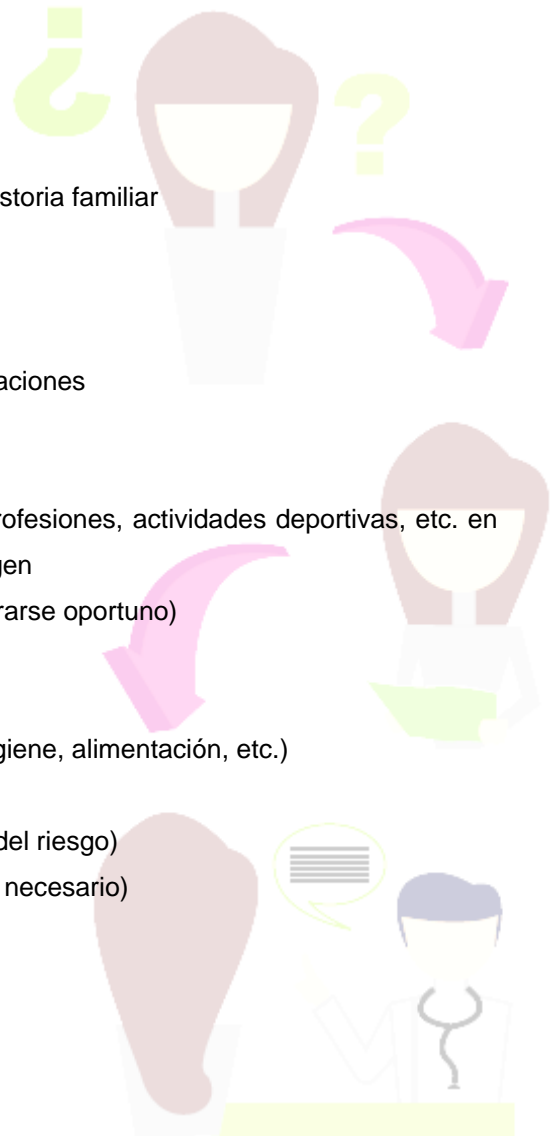 ¿
?
storia familiar
aciones
rofesiones, actividades deportivas, etc. en
gen
rarse oportuno)
giene, alimentación, etc.)
del riesgo)
necesario)